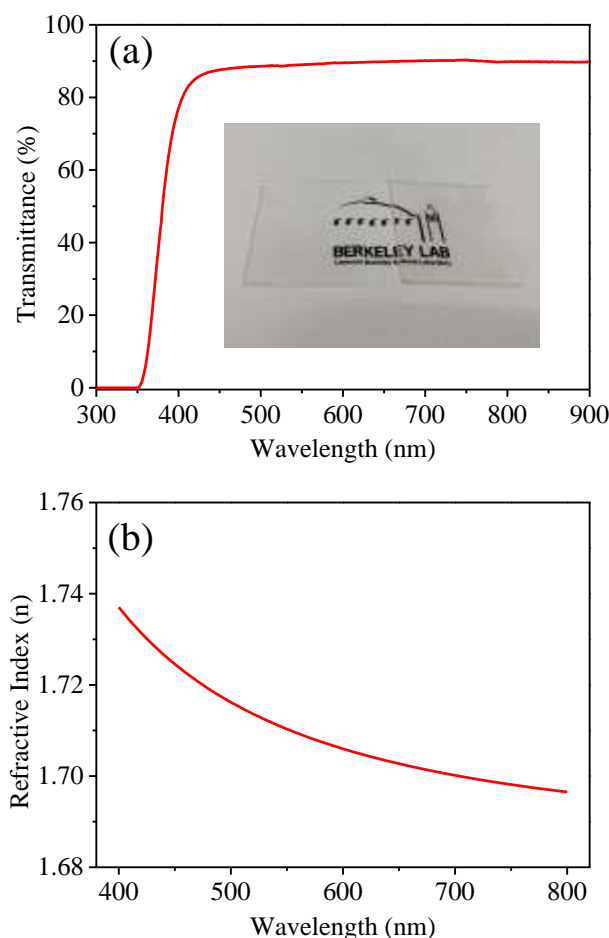 (a)
100
80
60
40
20
0
Transmittance (%)
BERKELEY LAB
300 400 500 600 700 800 900
Wavelength (nm)
(b)
1.76
1.74
1.72
1.70
1.68
Refractive Index (n)
400 500 600 700 800
Wavelength (nm)